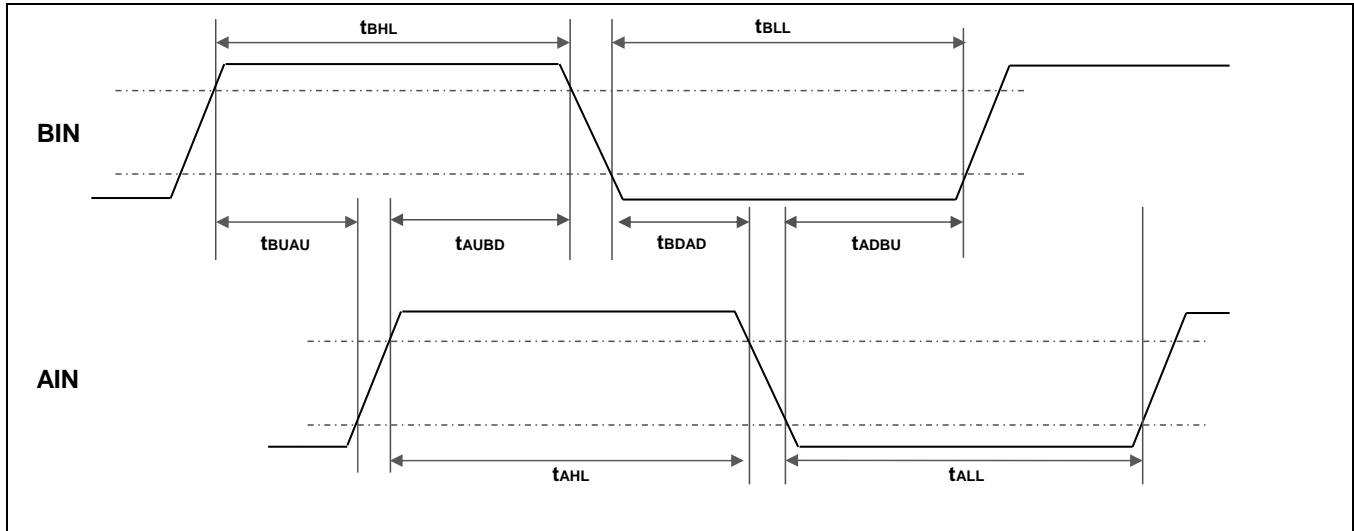 tBHL tBLL
BIN
tBUAU tAUBD tBDAD tADBU
AIN
tAHL tALL